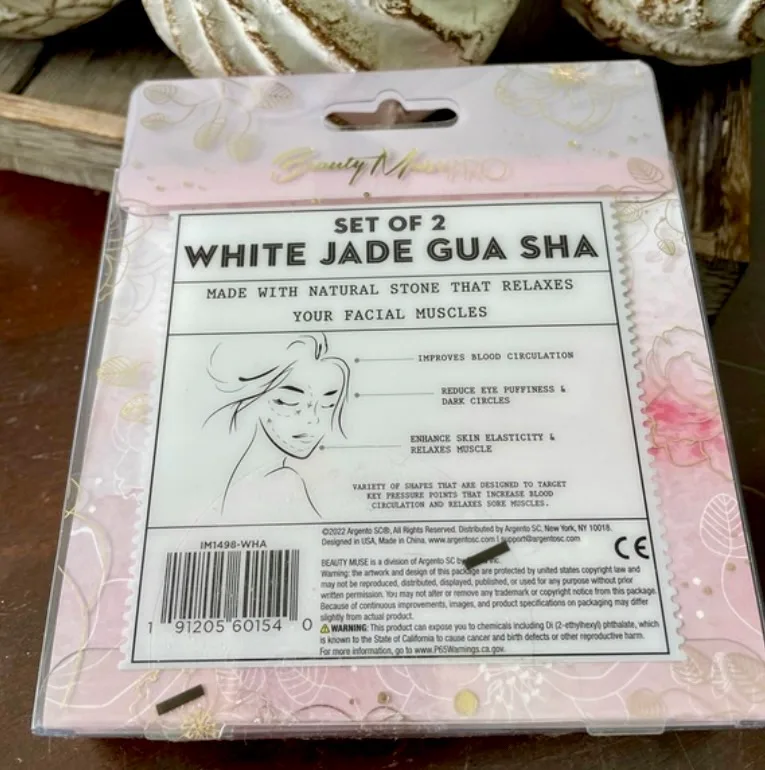 Beauty Muse PRO
SET OF 2
WHITE JADE GUA SHA
MADE WITH NATURAL STONE THAT RELAXES
YOUR FACIAL MUSCLES
IMPROVES BLOOD CIRCULATION
REDUCE EYE PUFFINESS &
DARK CIRCLES
ENHANCE SKIN ELASTICITY &
RELAXES MUSCLE
VARIETY OF SHAPES THAT ARE DESIGNED TO TARGET
KEY PRESSURE POINTS THAT INCREASE BLOOD
CIRCULATION AND RELAXES SORE MUSCLES.
IM1498-WHA
1 91205 60154 0
©2022 Argento SC®, All Rights Reserved. Distributed by Argento SC, New York, NY 10018.
Designed in USA, Made in China. www.argentosc.com | support@argentosc.com
CE
BEAUTY MUSE is a division of Argento SC by Inc.
Warning: the artwork and design of this package are protected by united states copyright law and
may not be reproduced, distributed, displayed, published, or used for any purpose without prior
written permission. You may not alter or remove any trademark or copyright notice from this package.
Because of continuous improvements, images, and product specifications on packaging may differ
slightly from actual product.
⚠WARNING: This product can expose you to chemicals including Di (2-ethylhexyl) phthalate, which
is known to the State of California to cause cancer and birth defects or other reproductive harm.
For more information, go to www.P65Warnings.ca.gov.